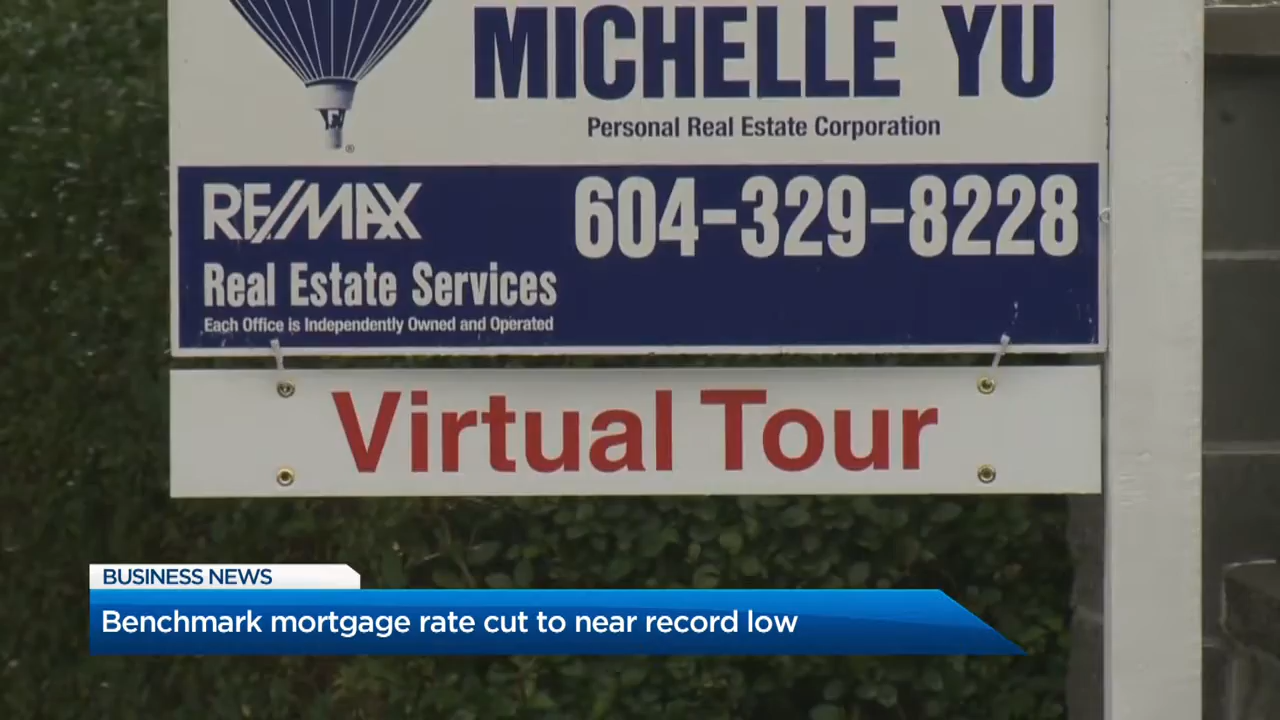 MICHELLE YU
Personal Real Estate Corporation
RE/MAX
604-329-8228
Real Estate Services
Each Office is Independently Owned and Operated
Virtual Tour
BUSINESS NEWS
Benchmark mortgage rate cut to near record low